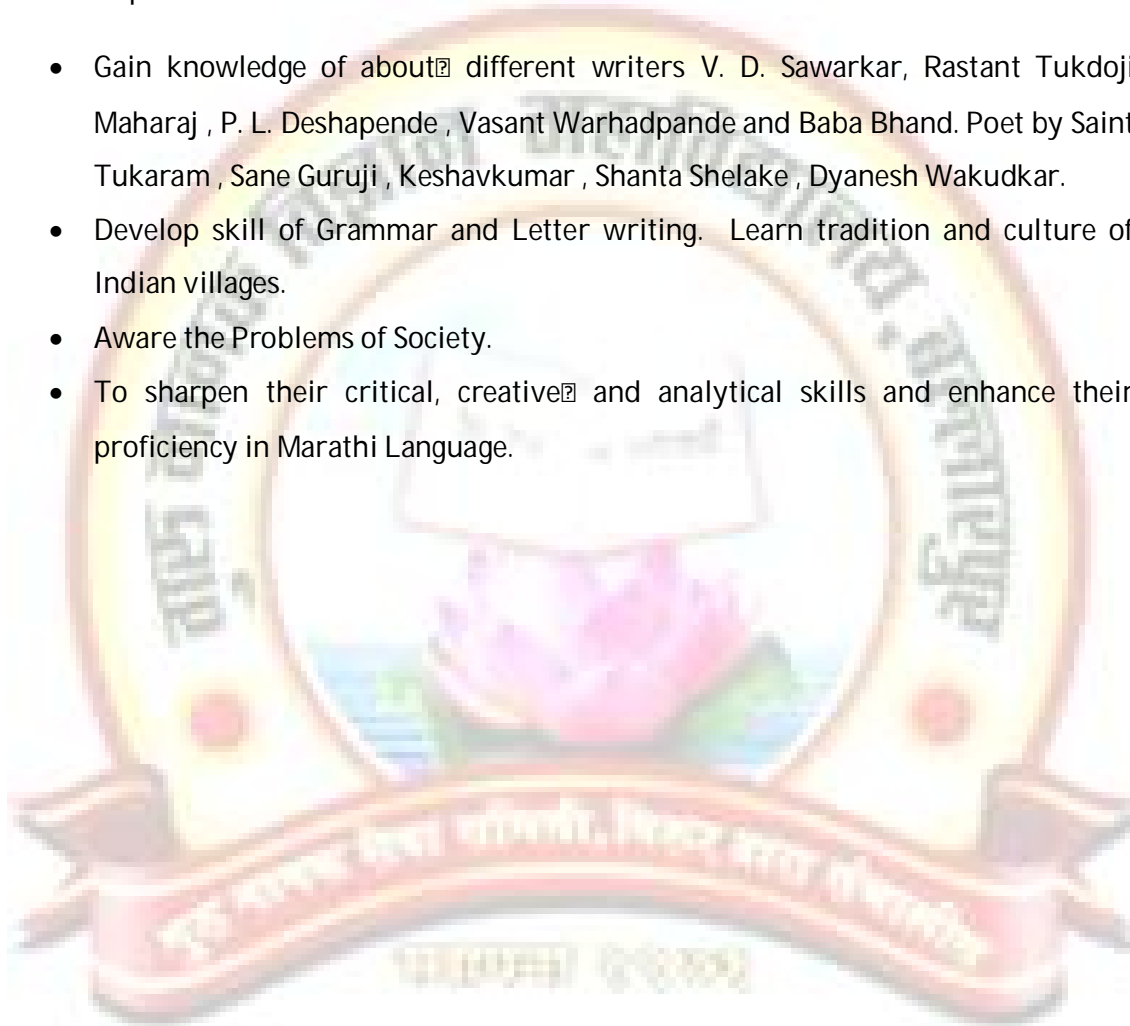 • Gain knowledge of about⍰ different writers V. D. Sawarkar, Rastant Tukdoji
Maharaj , P. L. Deshapende , Vasant Warhadpande and Baba Bhand. Poet by Saint
Tukaram , Sane Guruji , Keshavkumar , Shanta Shelake , Dyanesh Wakudkar.
• Develop skill of Grammar and Letter writing. Learn tradition and culture of
Indian villages.
• Aware the Problems of Society.
• To sharpen their critical, creative⍰ and analytical skills and enhance their
proficiency in Marathi Language.